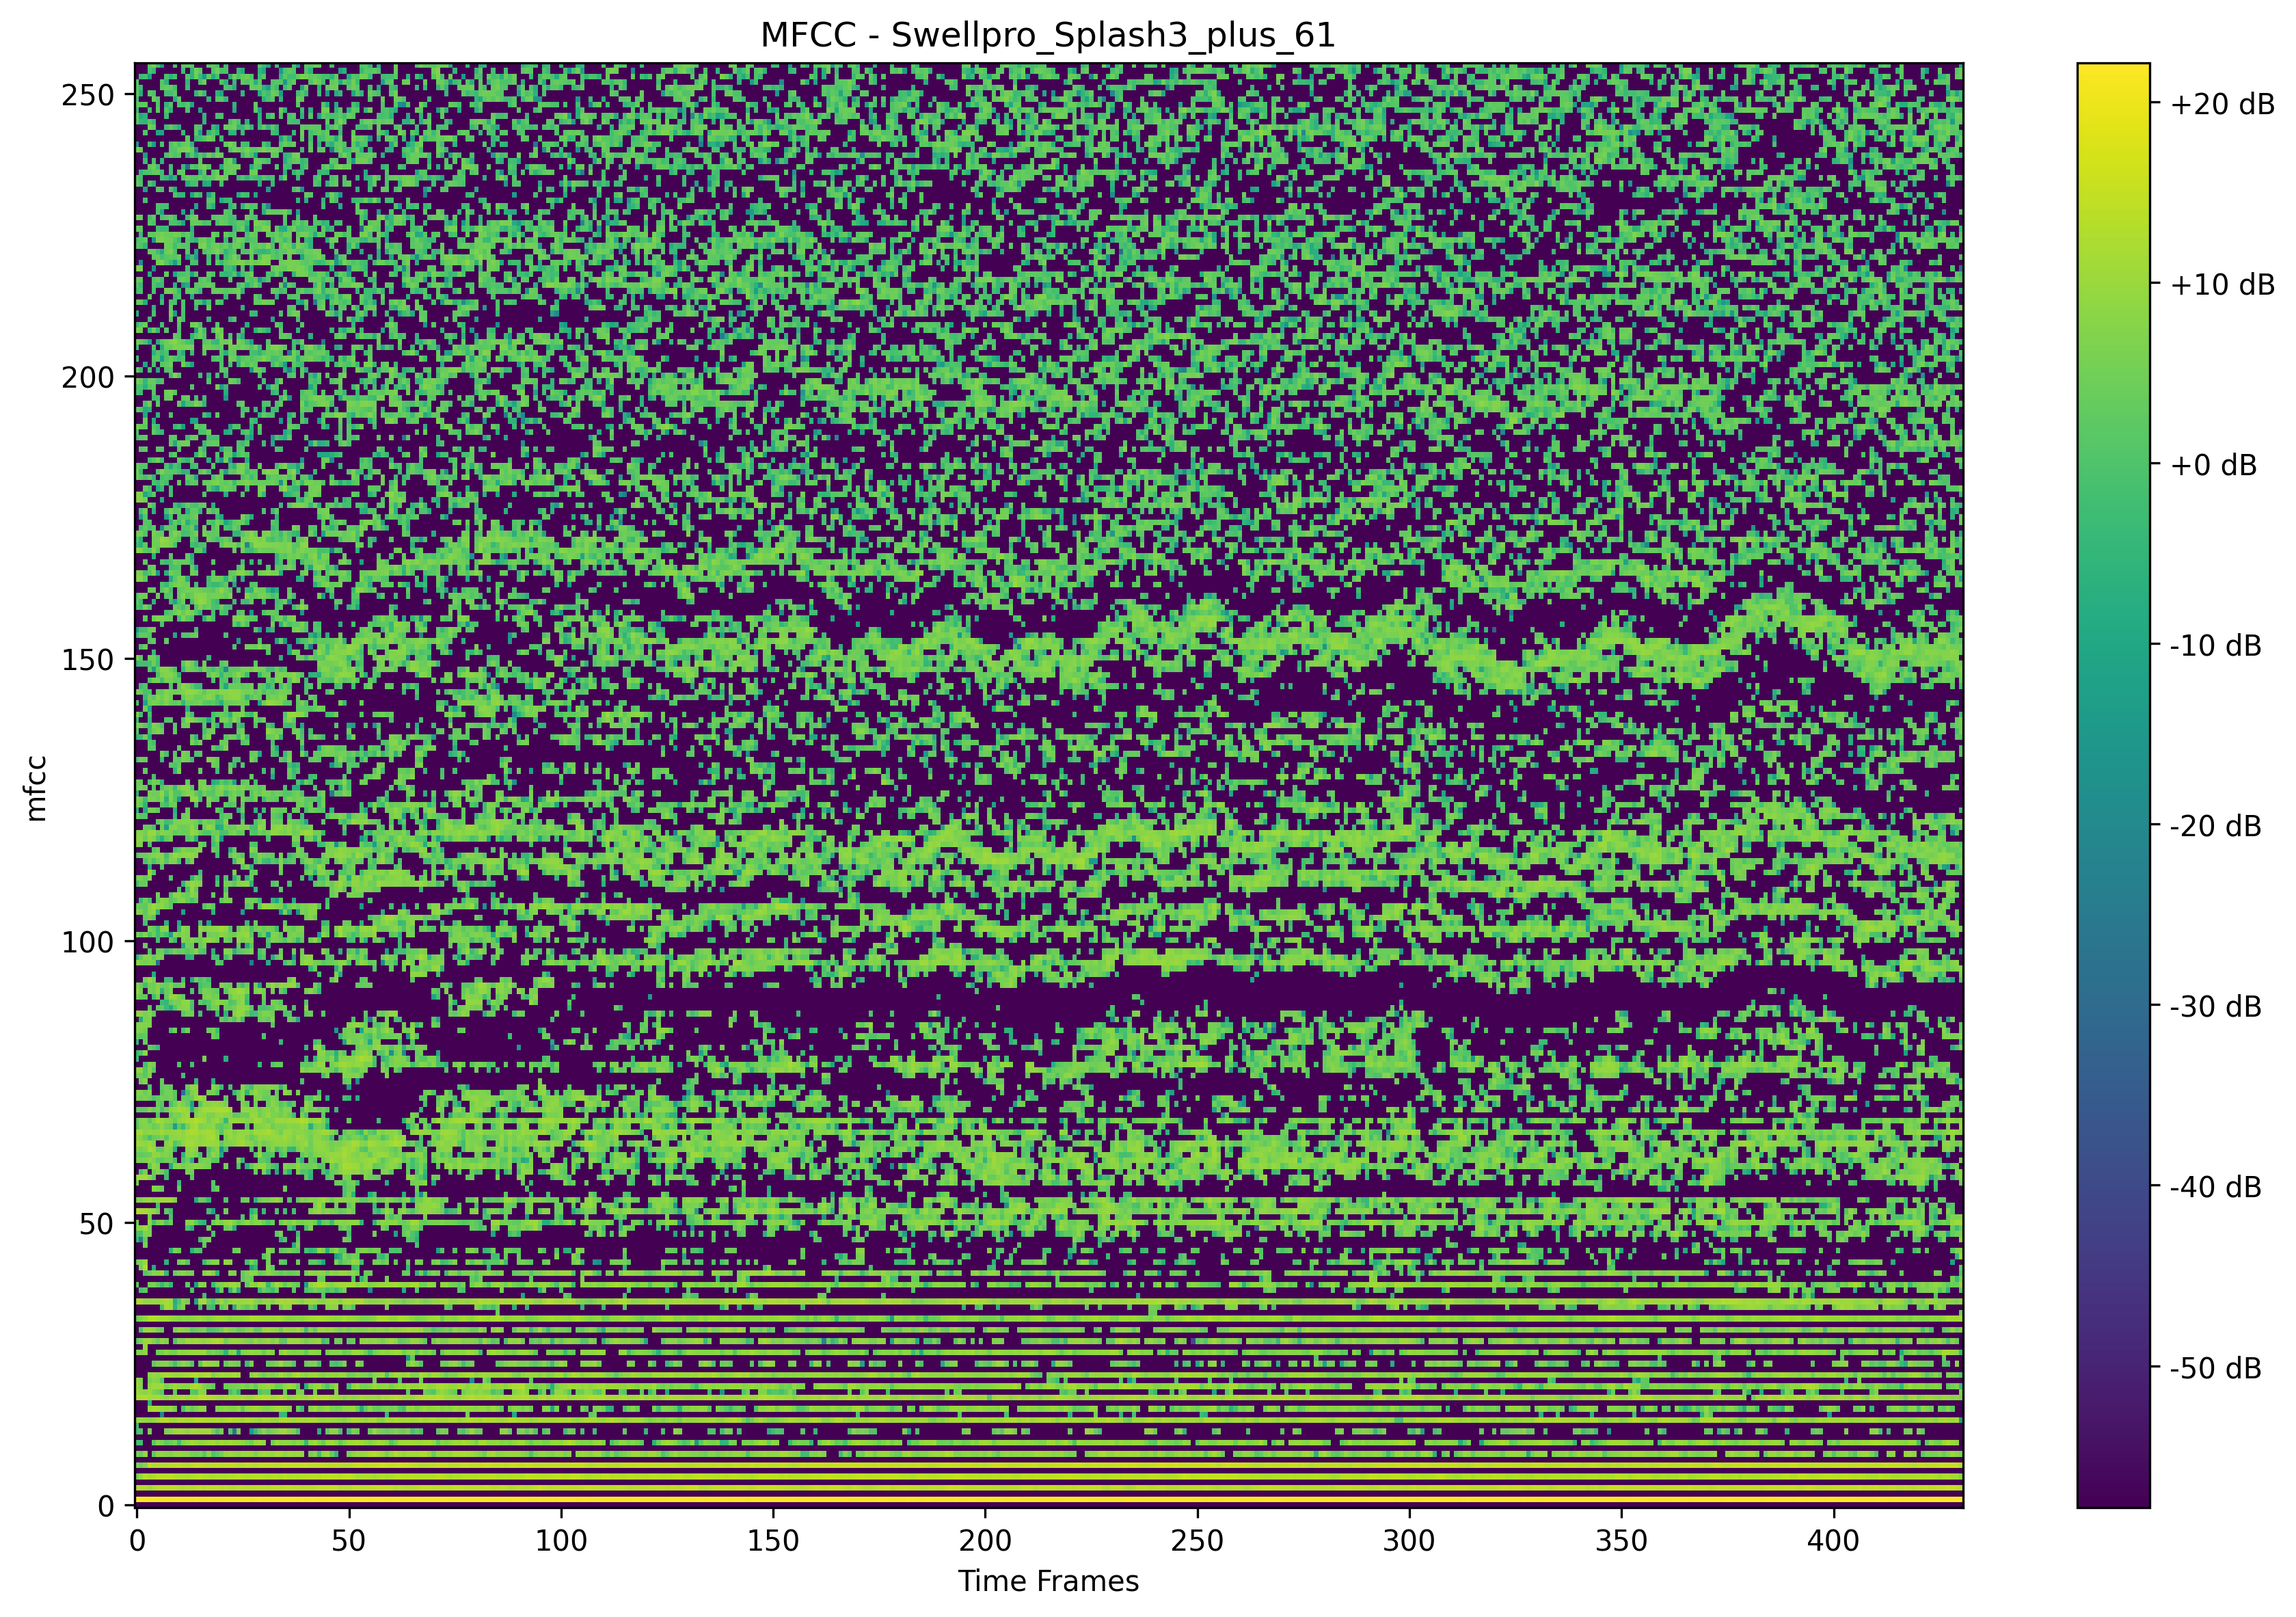 MFCC - Swellpro_Splash3_plus_61
250
200
150
100
50
0
mfcc
0 50 100 150 200 250 300 350 400
Time Frames
+20 dB
+10 dB
+0 dB
-10 dB
-20 dB
-30 dB
-40 dB
-50 dB